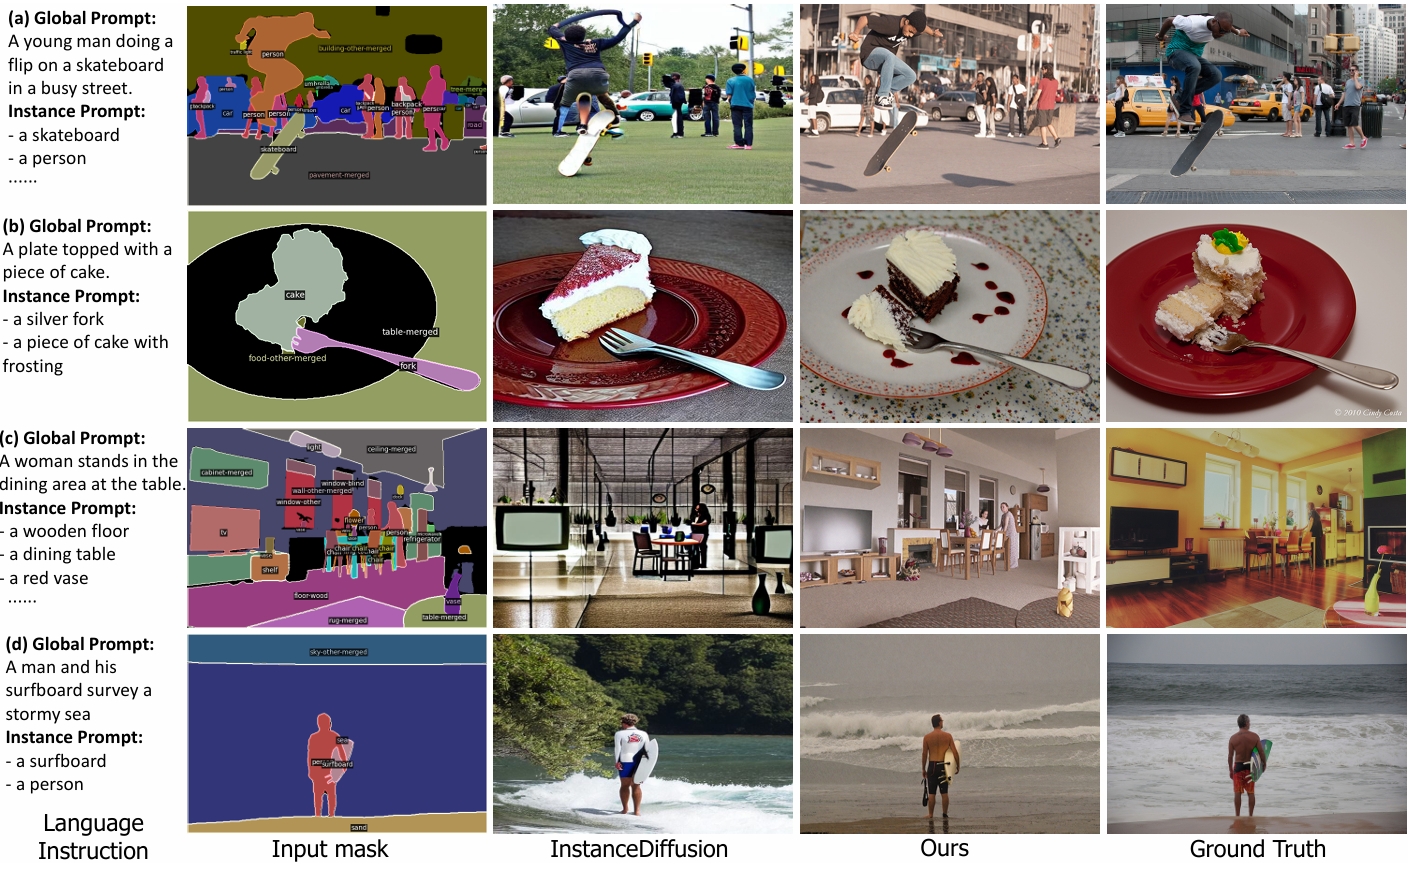 (a) Global Prompt:
A young man doing a
flip on a skateboard
in a busy street.
Instance Prompt:
- a skateboard
- a person
......
traffic light
person
building-other-merged
umbrella
tree-merged
backpack
person
car
person
person
person
car
backpack
person
backpack
person
person
road
skateboard
pavement-merged
(b) Global Prompt:
A plate topped with a
piece of cake.
Instance Prompt:
- a silver fork
- a piece of cake with
frosting
cake
table-merged
food-other-merged
fork
© 2010 Cindy Costa
(c) Global Prompt:
A woman stands in the
dining area at the table.
Instance Prompt:
- a wooden floor
- a dining table
- a red vase
......
light
ceiling-merged
cabinet-merged
window-blind
wall-other-merged
window-other
flower
person
tv
person
refrigerator
chair
chair
chair
chair
shelf
floor-wood
vase
rug-merged
table-merged
(d) Global Prompt:
A man and his
surfboard survey a
stormy sea
Instance Prompt:
- a surfboard
- a person
sky-other-merged
sea
surfboard
sand
Language
Instruction
Input mask
InstanceDiffusion
Ours
Ground Truth